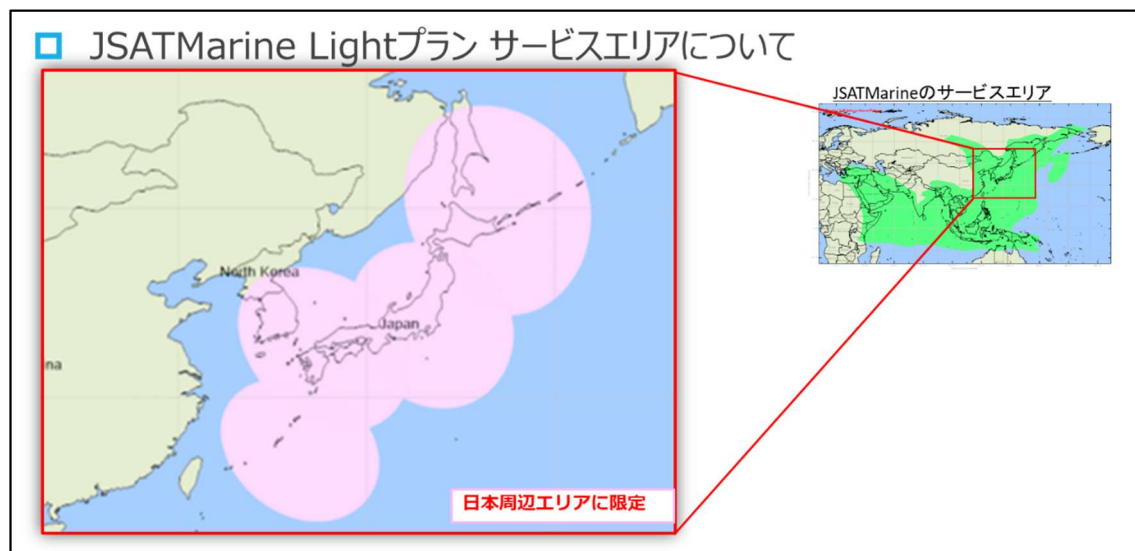 JSATMarine Lightプラン サービスエリアについて
JSATMarineのサービスエリア
North Korea
Japan
na
日本周辺エリアに限定